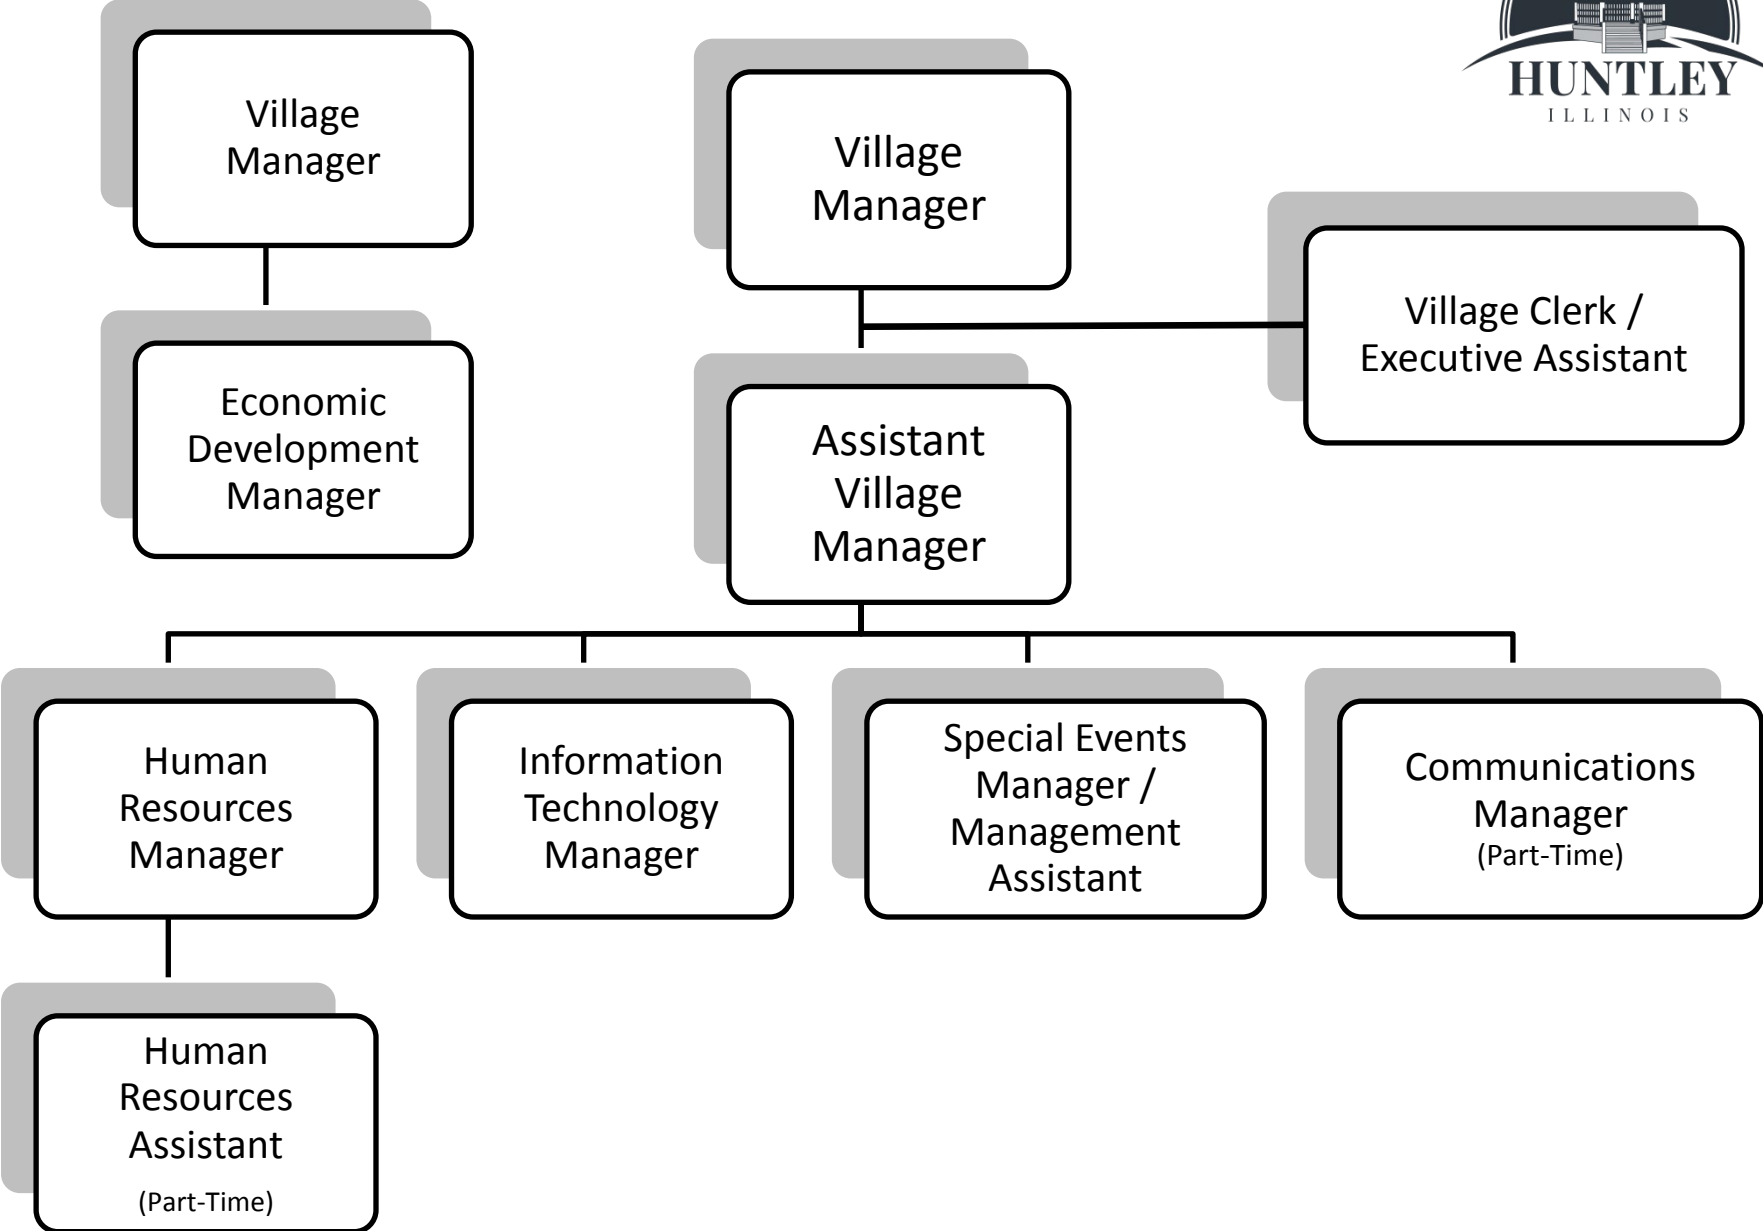 HUNTLEY
ILLINOIS
Village
Manager
Village
Manager
Village Clerk /
Executive Assistant
Economic
Development
Manager
Assistant
Village
Manager
Human
Resources
Manager
Information
Technology
Manager
Special Events
Manager /
Management
Assistant
Communications
Manager
(Part-Time)
Human
Resources
Assistant
(Part-Time)